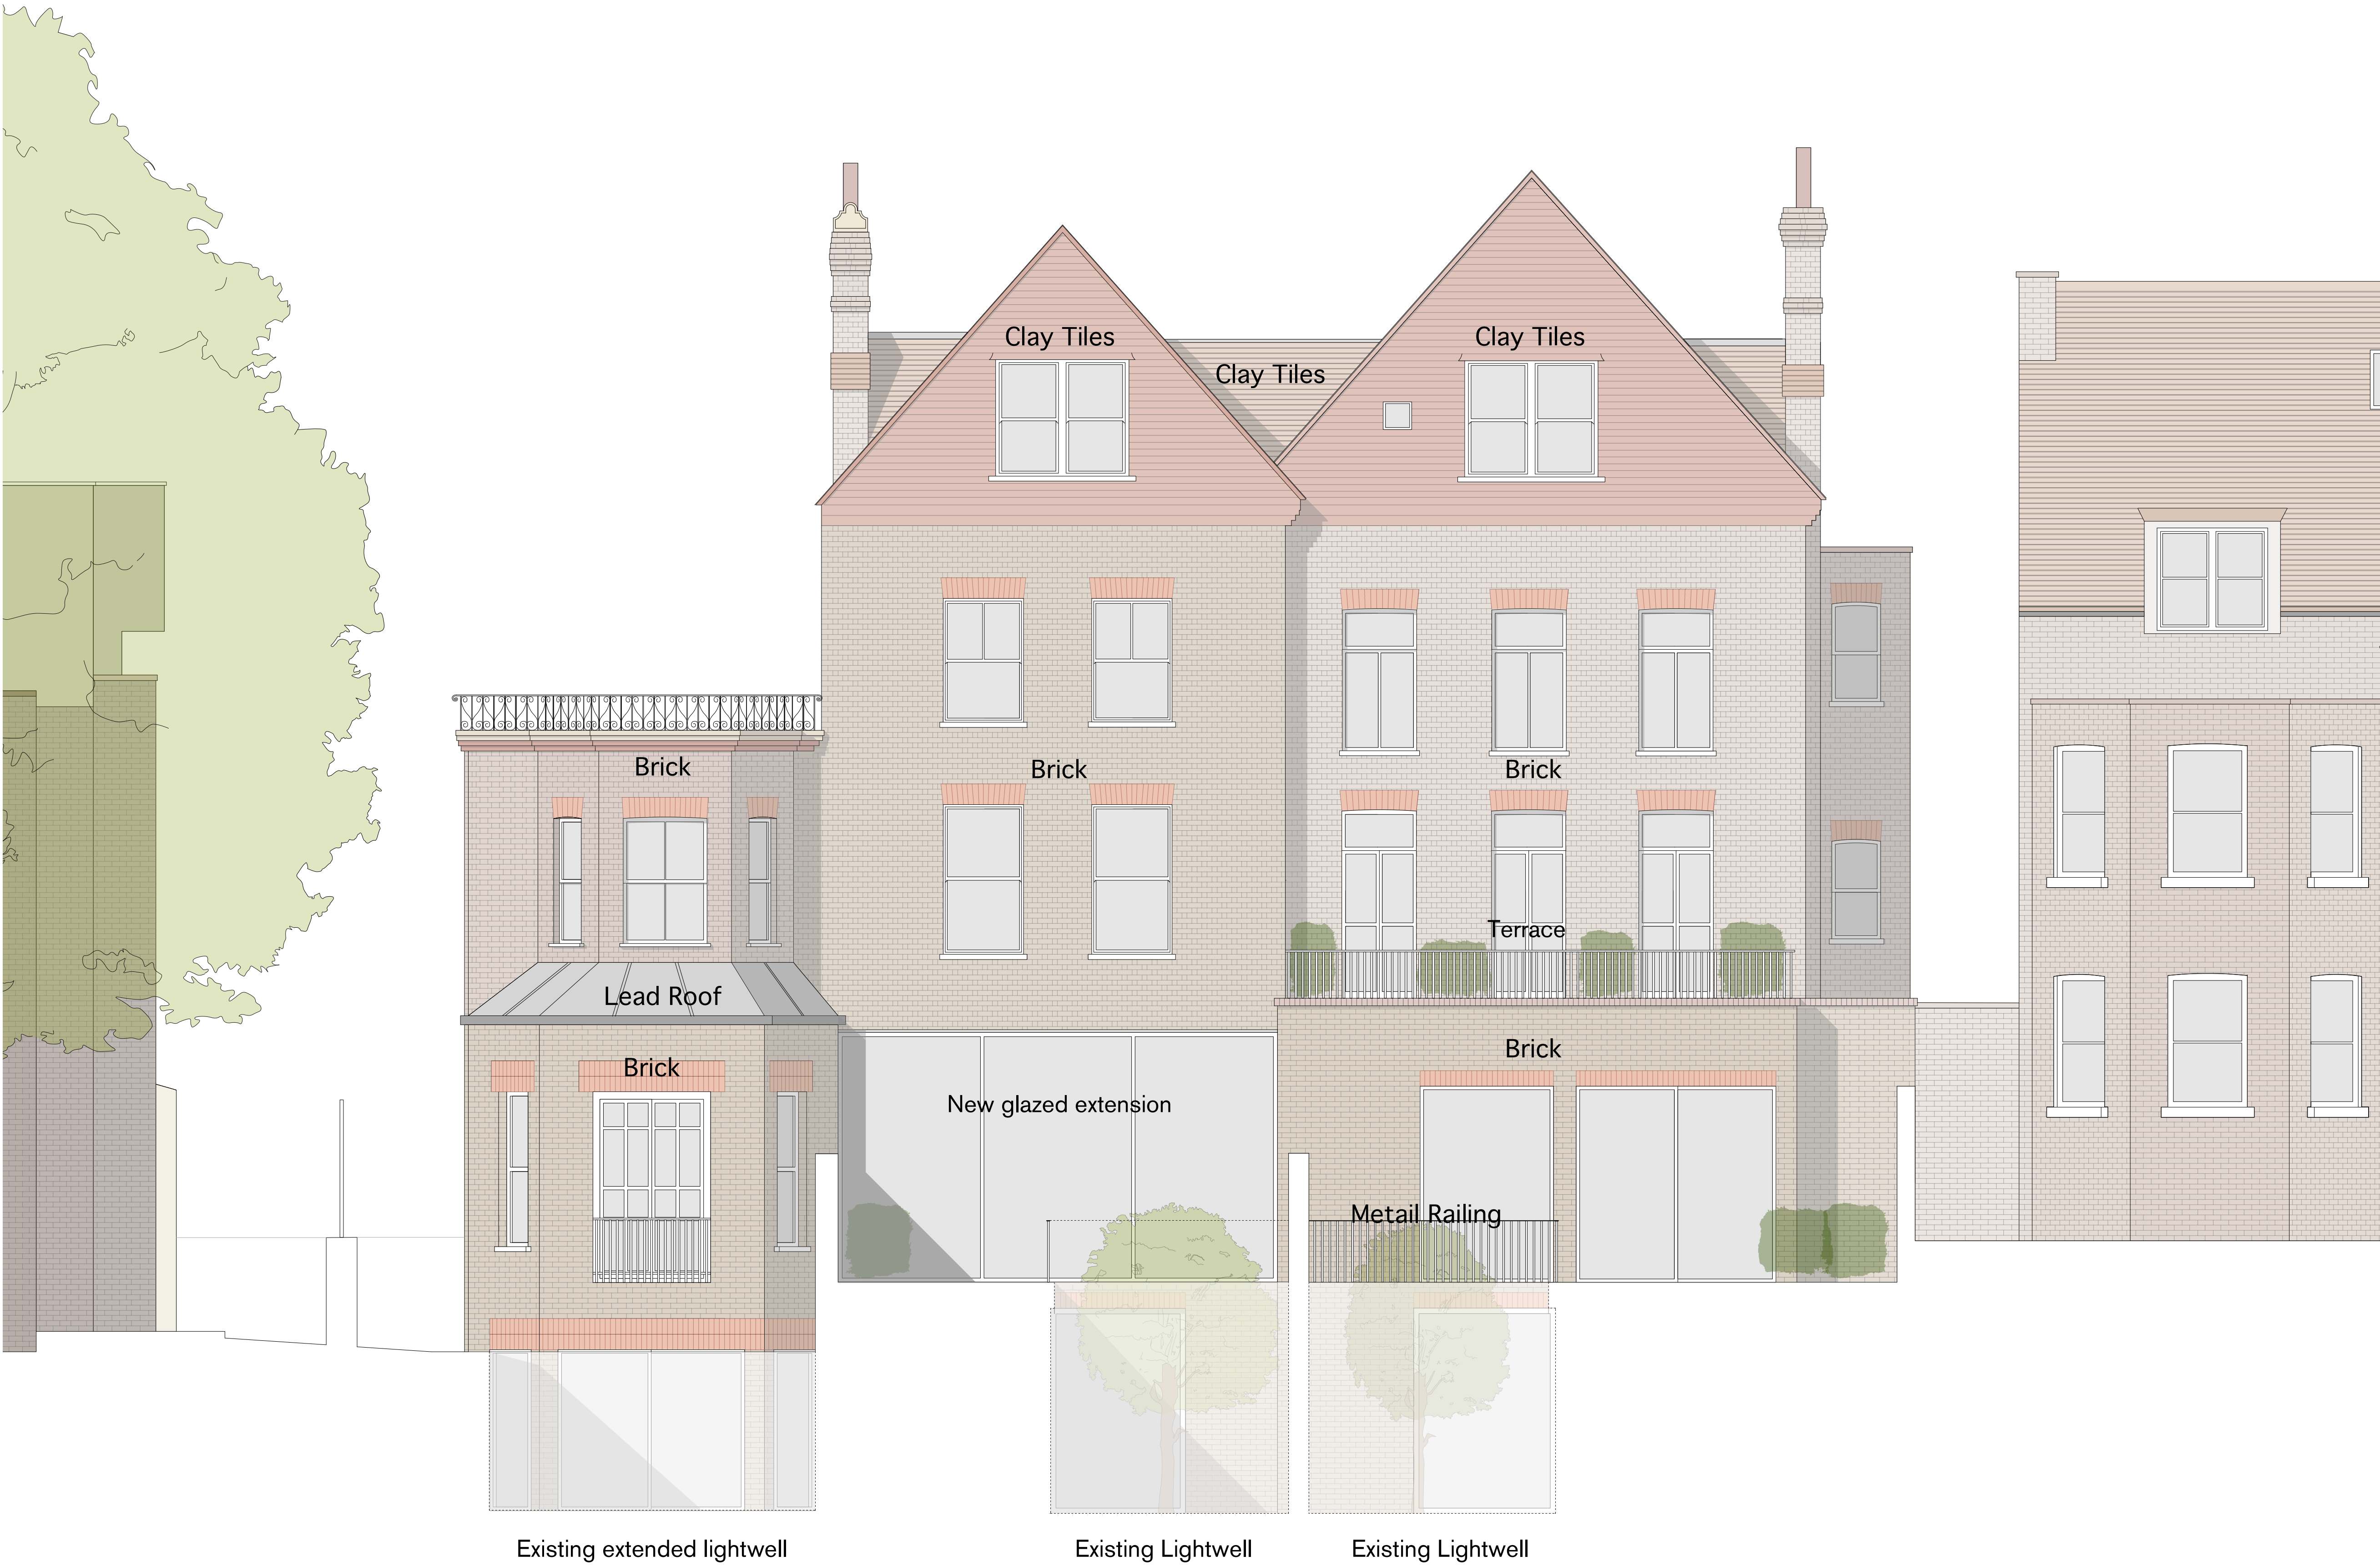 Clay Tiles
Clay Tiles
Clay Tiles
Brick
Brick
Brick
Terrace
Lead Roof
Brick
Brick
New glazed extension
Metail Railing
Existing extended lightwell
Existing Lightwell
Existing Lightwell